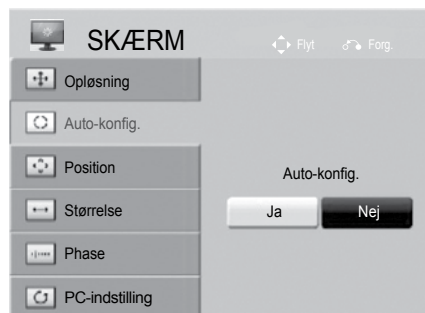 SKÆRM
Flyt
Forg.
Opløsning
Auto-konfig.
Position
Størrelse
Phase
PC-indstilling
Auto-konfig.
Ja
Nej